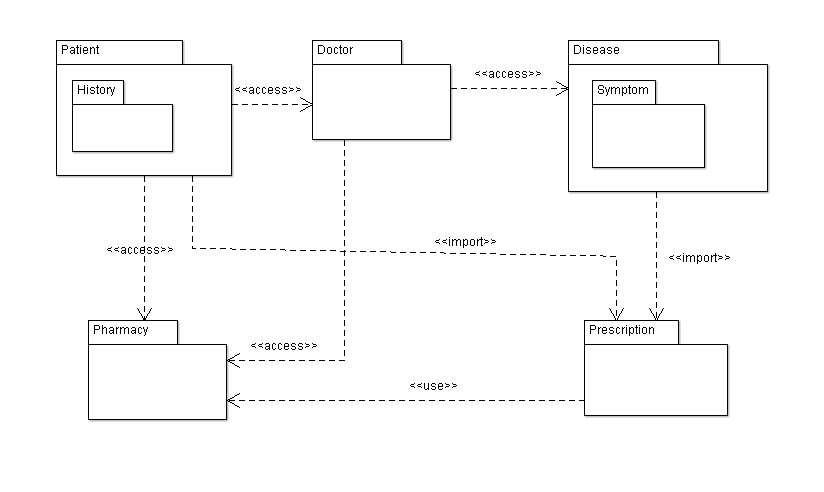 Patient
Doctor
Disease
<<access>>
<<access>>
History
Symptom
<<access>>
<<import>>
<<import>>
Pharmacy
Prescription
<<access>>
<<use>>